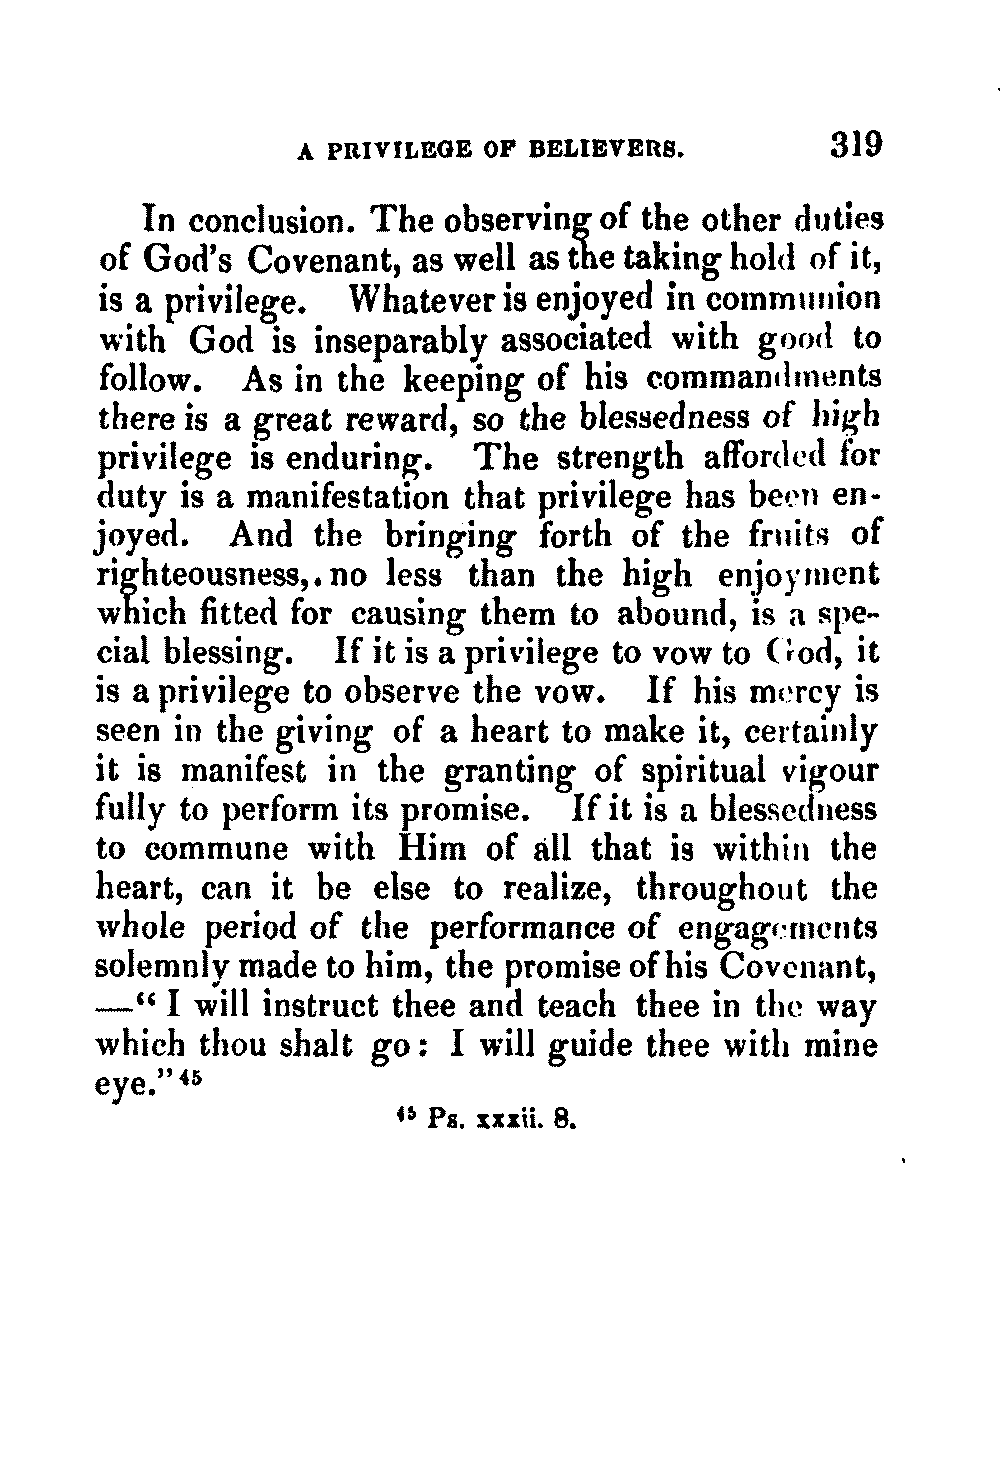 A PRIVILEGE OF BELIEVERS. 319
In conclusion. The observing of the other duties
of God's Covenant, as well as the taking hold of it,
is a privilege. Whatever is enjoyed in communion
with God is inseparably associated with good to
follow. As in the keeping of his commandments
there is a great reward, so the blessedness of high
privilege is enduring. The strength afforded for
duty is a manifestation that privilege has been en-
joyed. And the bringing forth of the fruits of
righteousness, no less than the high enjoyment
which fitted for causing them to abound, is a spe-
cial blessing. If it is a privilege to vow to God, it
is a privilege to observe the vow. If his mercy is
seen in the giving of a heart to make it, certainly
it is manifest in the granting of spiritual vigour
fully to perform its promise. If it is a blessedness
to commune with Him of all that is within the
heart, can it be else to realize, throughout the
whole period of the performance of engagements
solemnly made to him, the promise of his Covenant,
—“ I will instruct thee and teach thee in the way
which thou shalt go: I will guide thee with mine
eye.” 45
45 Ps. xxxii. 8.